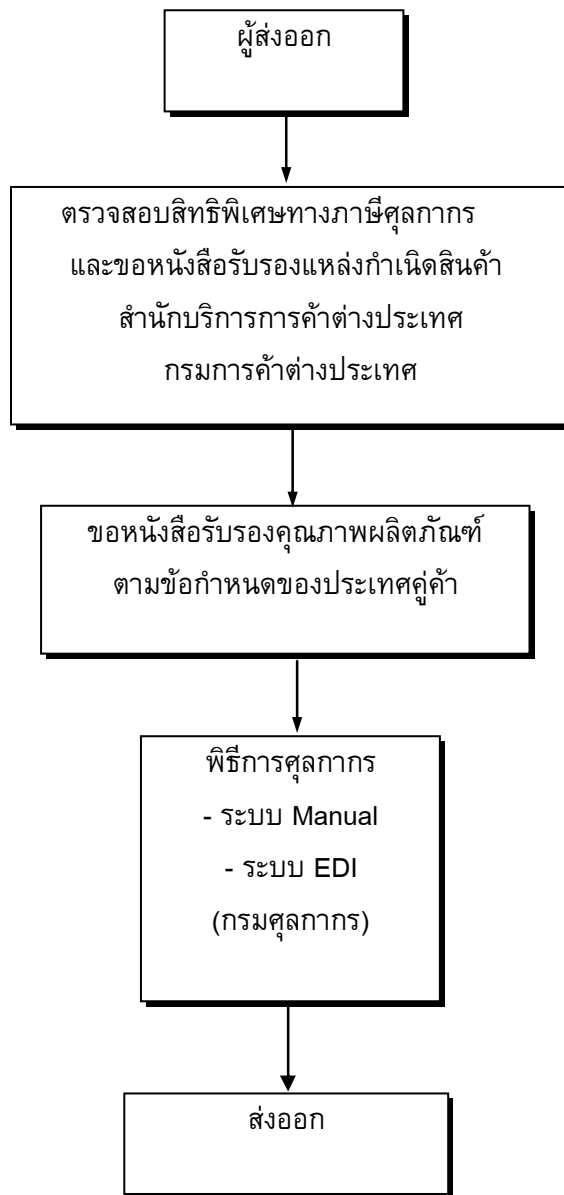 ผู้ส่งออก
ตรวจสอบสิทธิพิเศษทางภาษีศุลกากร
และขอหนังสือรับรองแหล่งกำเนิดสินค้า
สำนักบริการการค้าต่างประเทศ
กรมการค้าต่างประเทศ
ขอหนังสือรับรองคุณภาพผลิตภัณฑ์
ตามข้อกำหนดของประเทศคู่ค้า
พิธีการศุลกากร
- ระบบ Manual
- ระบบ EDI
(กรมศุลกากร)
ส่งออก